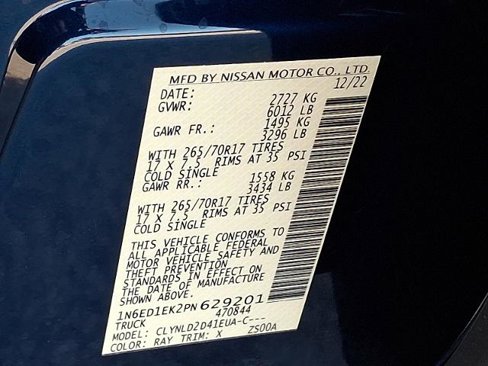 MFD BY NISSAN MOTOR CO., LTD.
DATE: 12/22
GVWR: 2727 KG
6012 LB
GAWR FR.: 1495 KG
3296 LB
WITH 265/70R17 TIRES
17 X 7.5 RIMS AT 35 PSI
COLD SINGLE
GAWR RR.: 1558 KG
3434 LB
WITH 265/70R17 TIRES
17 X 7.5 RIMS AT 35 PSI
COLD SINGLE
THIS VEHICLE CONFORMS TO
ALL APPLICABLE FEDERAL
MOTOR VEHICLE SAFETY AND
THEFT PREVENTION
STANDARDS IN EFFECT ON
THE DATE OF MANUFACTURE
SHOWN ABOVE.
1N6ED1EK2PN629201
TRUCK 470844
MODEL: CLYNLD2D41EUA-C---
COLOR: RAY TRIM: X ZS00A